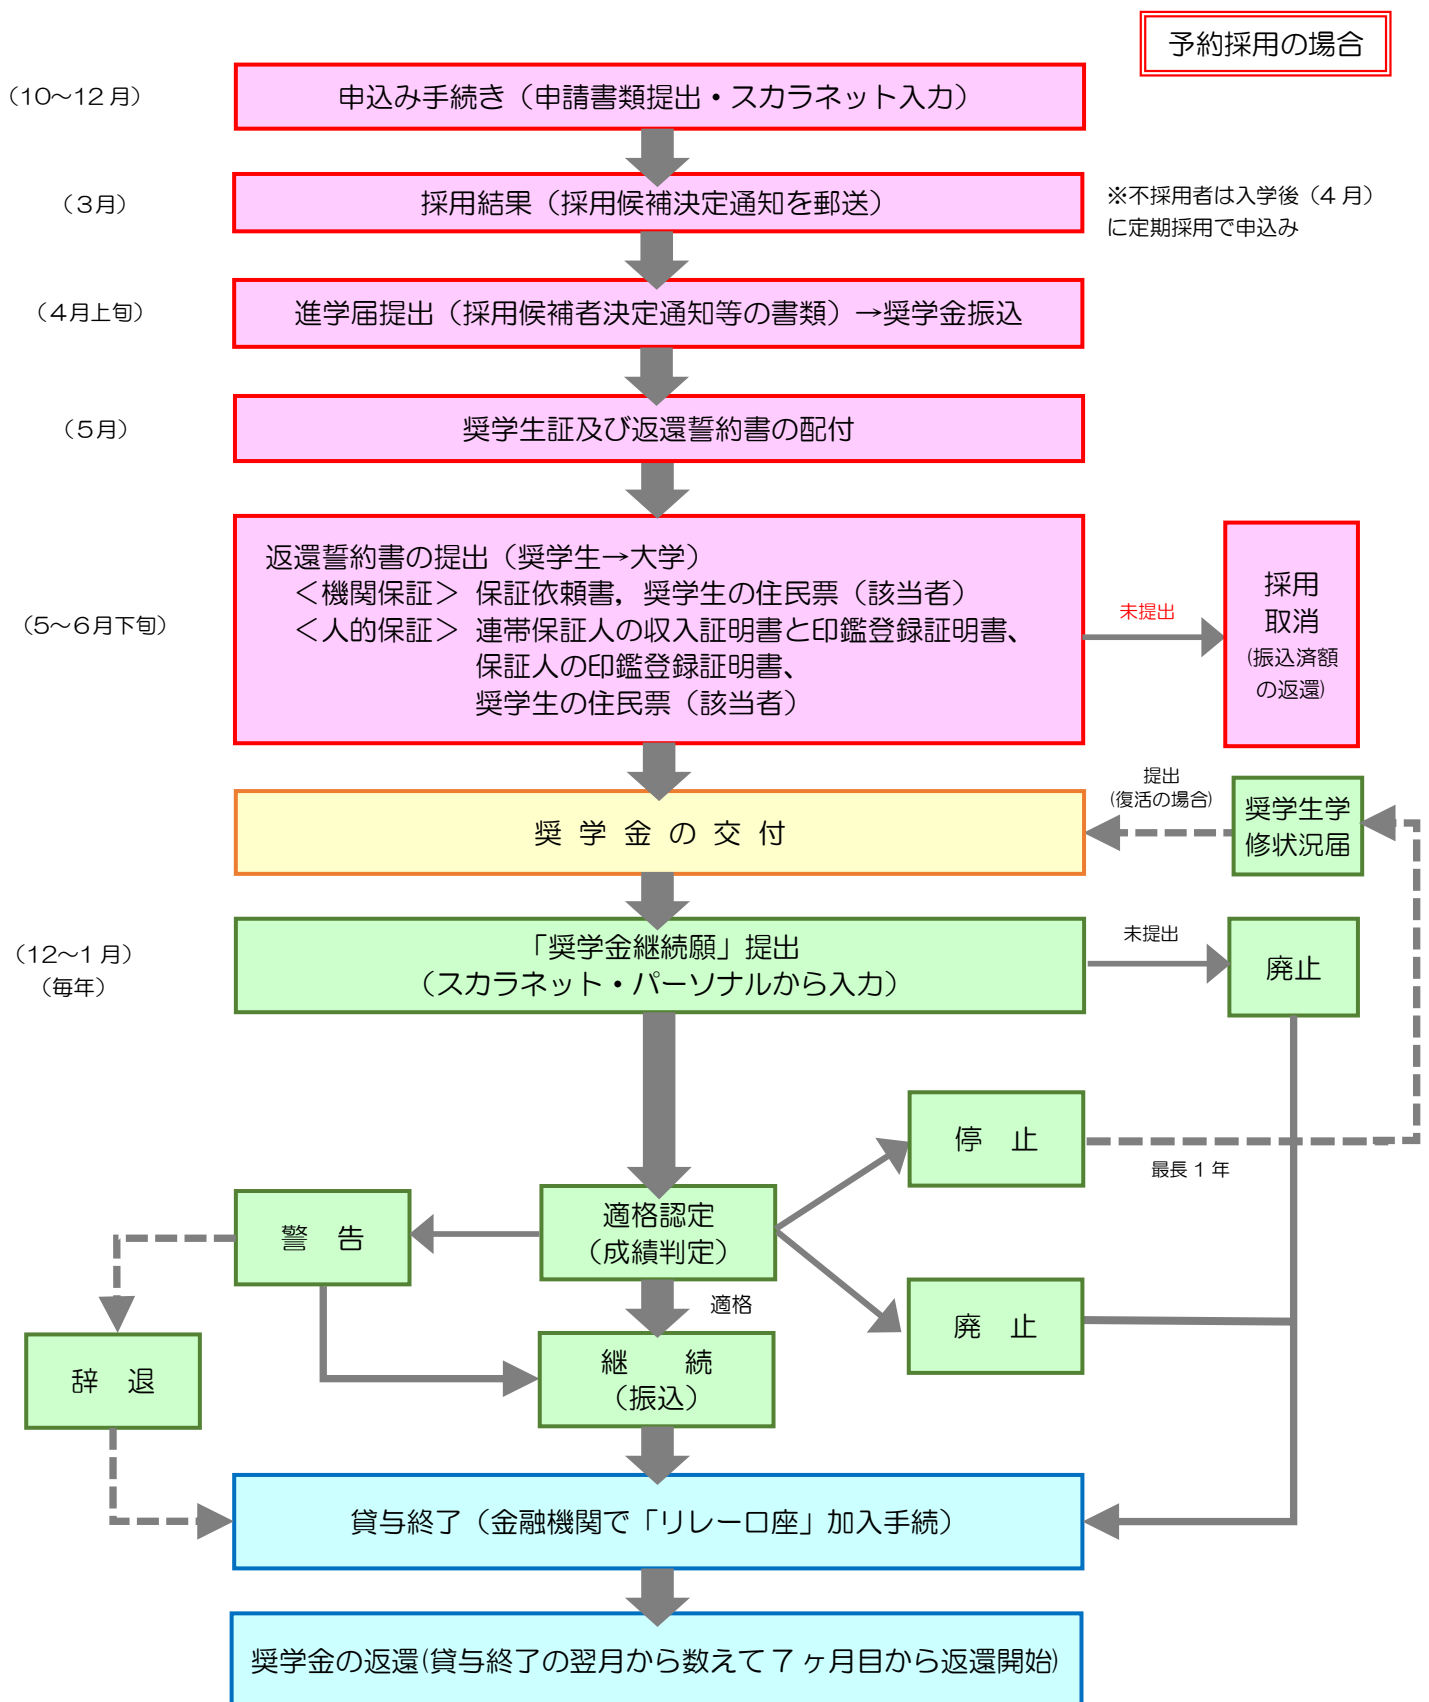 予約採用の場合
（10～12月）
申込み手続き（申請書類提出・スカラネット入力）
（3月）
採用結果（採用候補決定通知を郵送）
※不採用者は入学後（4月）
に定期採用で申込み
（4月上旬）
進学届提出（採用候補者決定通知等の書類）→奨学金振込
（5月）
奨学生証及び返還誓約書の配付
（5～6月下旬）
返還誓約書の提出（奨学生→大学）
＜機関保証＞ 保証依頼書，奨学生の住民票（該当者）
＜人的保証＞ 連帯保証人の収入証明書と印鑑登録証明書、
保証人の印鑑登録証明書、
奨学生の住民票（該当者）
未提出
採用
取消
(振込済額
の返還)
奨 学 金 の 交 付
提出
(復活の場合)
奨学生学
修状況届
（12～1月）
（毎年）
「奨学金継続願」提出
（スカラネット・パーソナルから入力）
未提出
廃止
停　止
最長 1 年
適格認定
（成績判定）
警　告
適格
廃　止
継　　続
（振込）
辞　退
貸与終了（金融機関で「リレー口座」加入手続）
奨学金の返還(貸与終了の翌月から数えて7ヶ月目から返還開始)